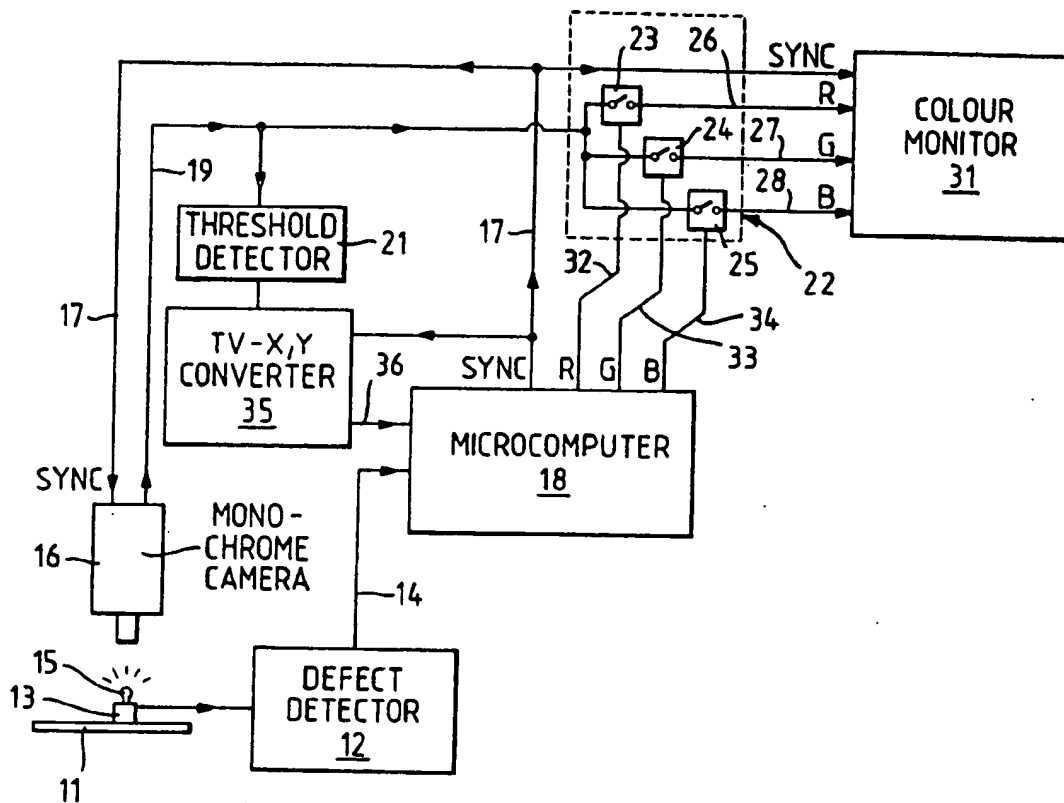 23
26
SYNC
R
COLOUR
MONITOR
31
24
27
G
28
B
19
THRESHOLD
DETECTOR
21
17
25
22
32
34
33
17
TV-X,Y
CONVERTER
35
36
SYNC
R
G
B
MICROCOMPUTER
18
SYNC
16
MONO-
CHROME
CAMERA
14
15
13
DEFECT
DETECTOR
12
11